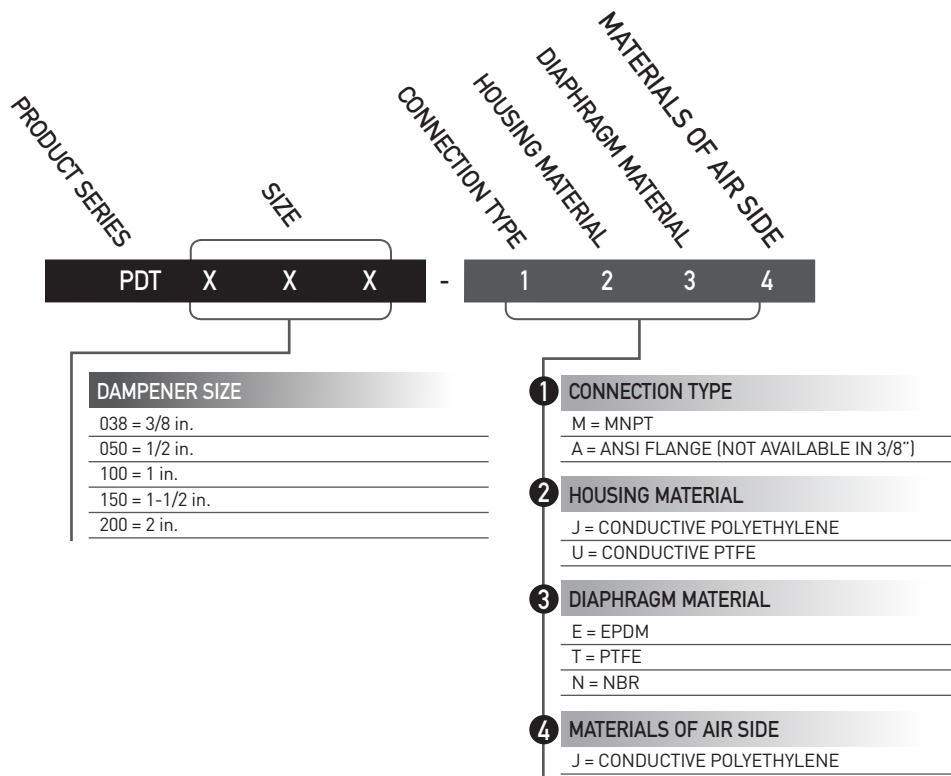 PRODUCT SERIES
SIZE
CONNECTION TYPE
HOUSING MATERIAL
DIAPHRAGM MATERIAL
MATERIALS OF AIR SIDE
PDT X X X - 1 2 3 4
DAMPENER SIZE
038 = 3/8 in.
050 = 1/2 in.
100 = 1 in.
150 = 1-1/2 in.
200 = 2 in.
1 CONNECTION TYPE
M = MNPT
A = ANSI FLANGE (NOT AVAILABLE IN 3/8”)
2 HOUSING MATERIAL
J = CONDUCTIVE POLYETHYLENE
U = CONDUCTIVE PTFE
3 DIAPHRAGM MATERIAL
E = EPDM
T = PTFE
N = NBR
4 MATERIALS OF AIR SIDE
J = CONDUCTIVE POLYETHYLENE